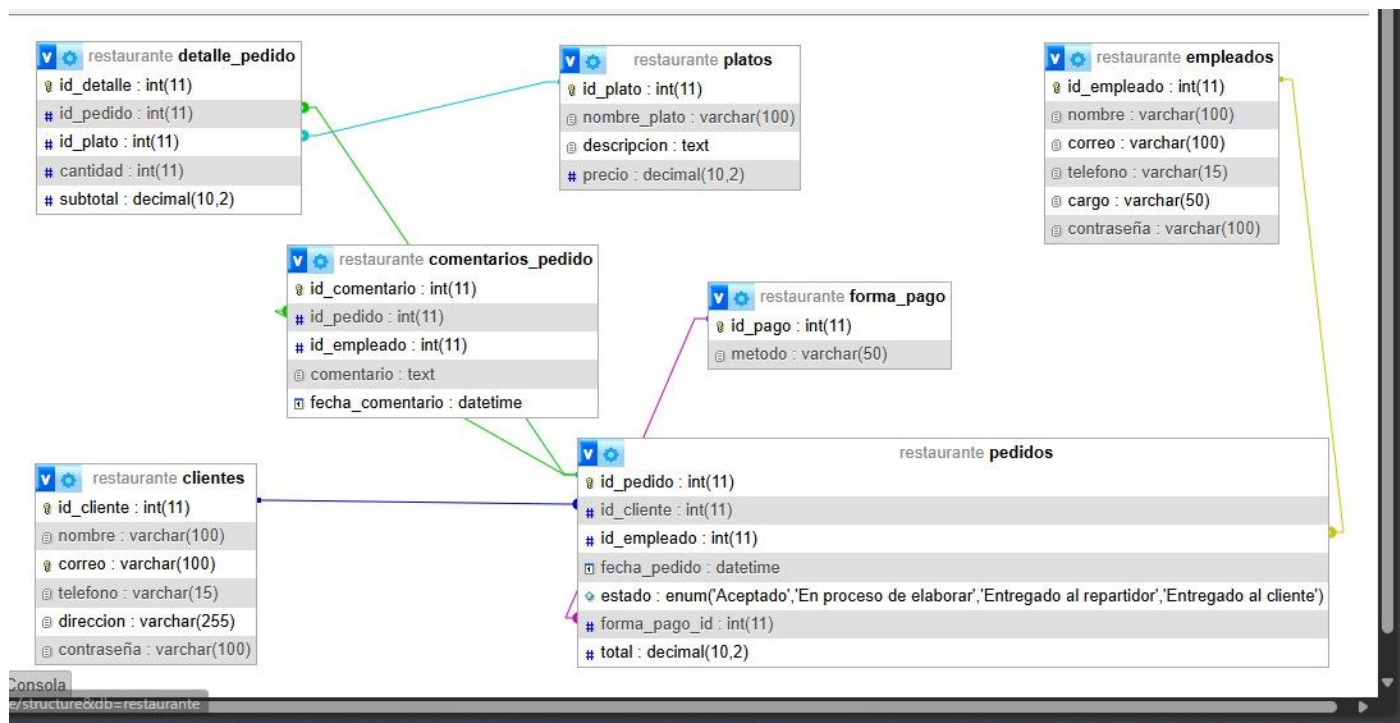 restaurante detalle_pedido
id_detalle : int(11)
# id_pedido : int(11)
# id_plato : int(11)
# cantidad : int(11)
# subtotal : decimal(10,2)
restaurante platos
id_plato : int(11)
nombre_plato : varchar(100)
descripcion : text
# precio : decimal(10,2)
restaurante empleados
id_empleado : int(11)
nombre : varchar(100)
correo : varchar(100)
telefono : varchar(15)
cargo : varchar(50)
contraseña : varchar(100)
restaurante comentarios_pedido
id_comentario : int(11)
# id_pedido : int(11)
# id_empleado : int(11)
comentario : text
fecha_comentario : datetime
restaurante forma_pago
id_pago : int(11)
metodo : varchar(50)
restaurante clientes
id_cliente : int(11)
nombre : varchar(100)
correo : varchar(100)
telefono : varchar(15)
direccion : varchar(255)
contraseña : varchar(100)
restaurante pedidos
id_pedido : int(11)
# id_cliente : int(11)
# id_empleado : int(11)
fecha_pedido : datetime
estado : enum('Aceptado','En proceso de elaborar','Entregado al repartidor','Entregado al cliente')
# forma_pago_id : int(11)
# total : decimal(10,2)
Consola
e/structure&db=restaurante